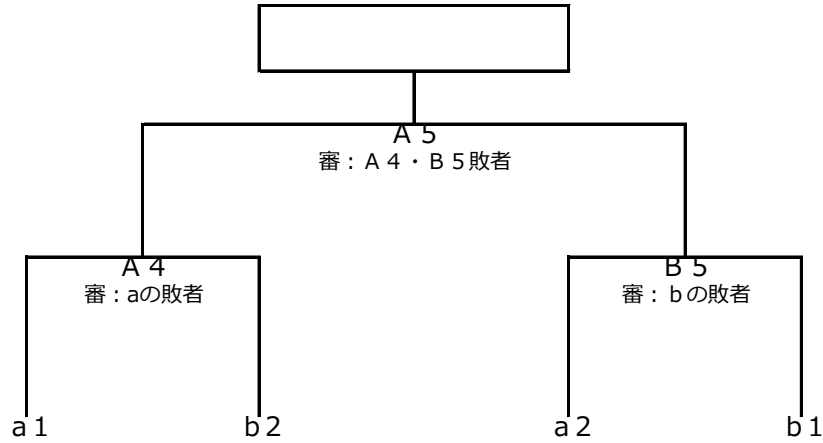 Ａ５
審：Ａ４・Ｂ５敗者
Ａ４
審：aの敗者
Ｂ５
審：ｂの敗者
a１
b２
a２
b１